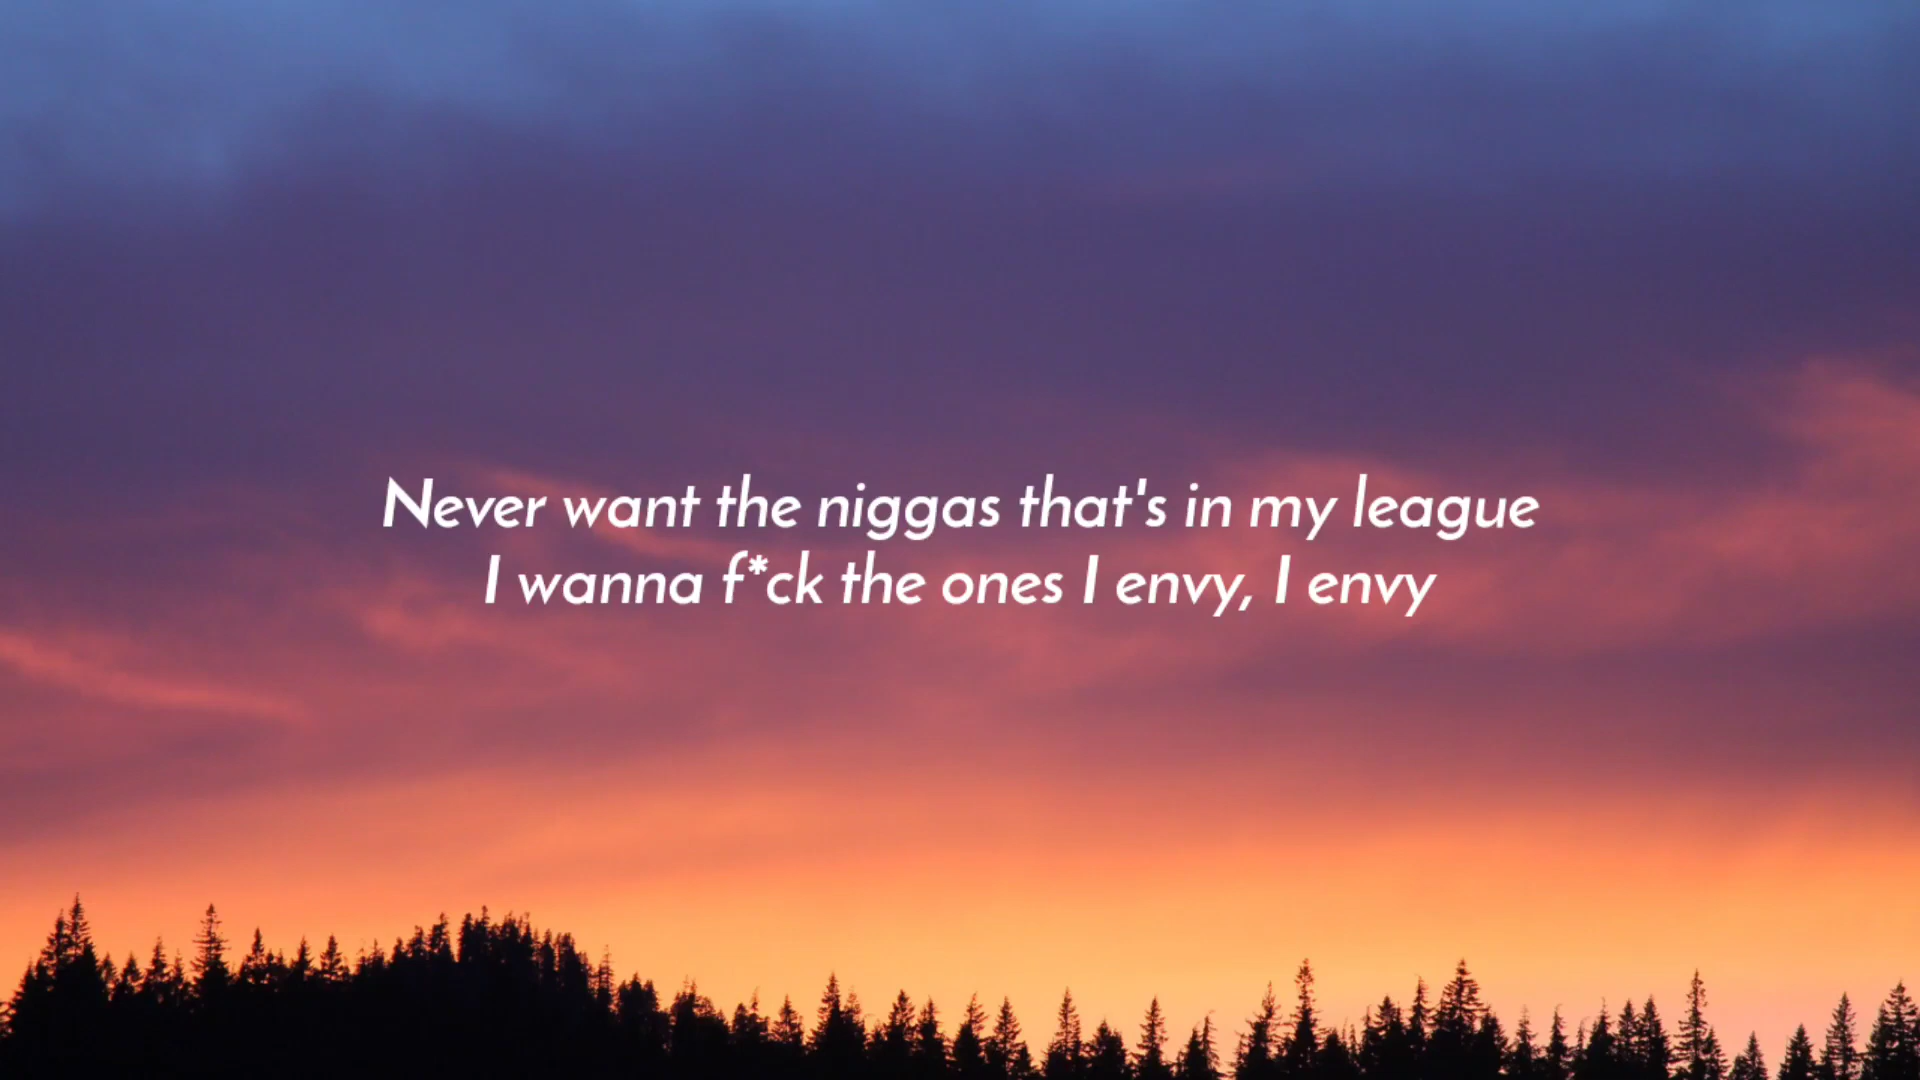 Never want the niggas that's in my league
I wanna f*ck the ones I envy, I envy